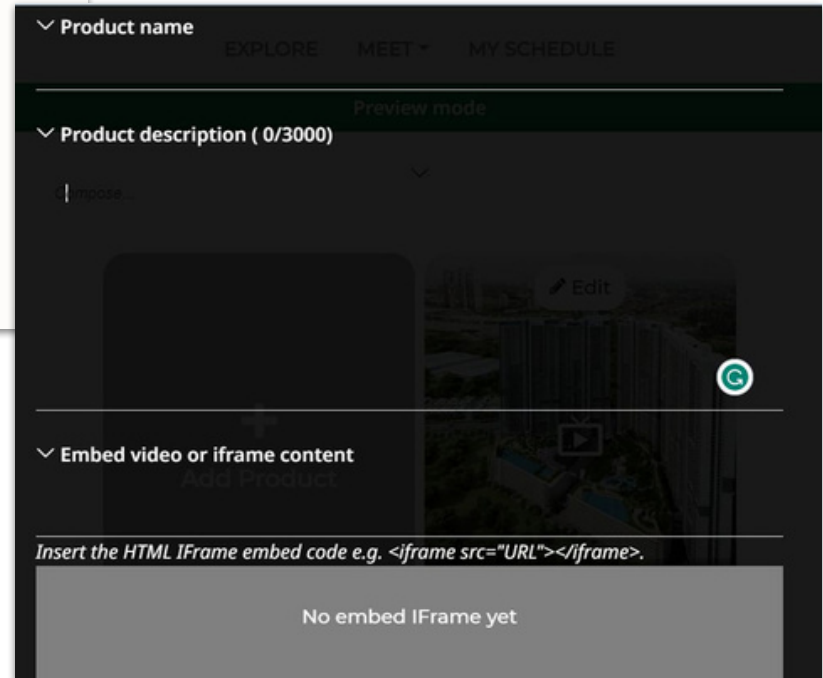 Product name
EXPLORE MEET MY SCHEDULE
Preview mode
Product description ( 0/3000)
Compose...
Edit
G
Embed video or iframe content
Add Product
Insert the HTML IFrame embed code e.g. <iframe src="URL"></iframe>.
No embed IFrame yet